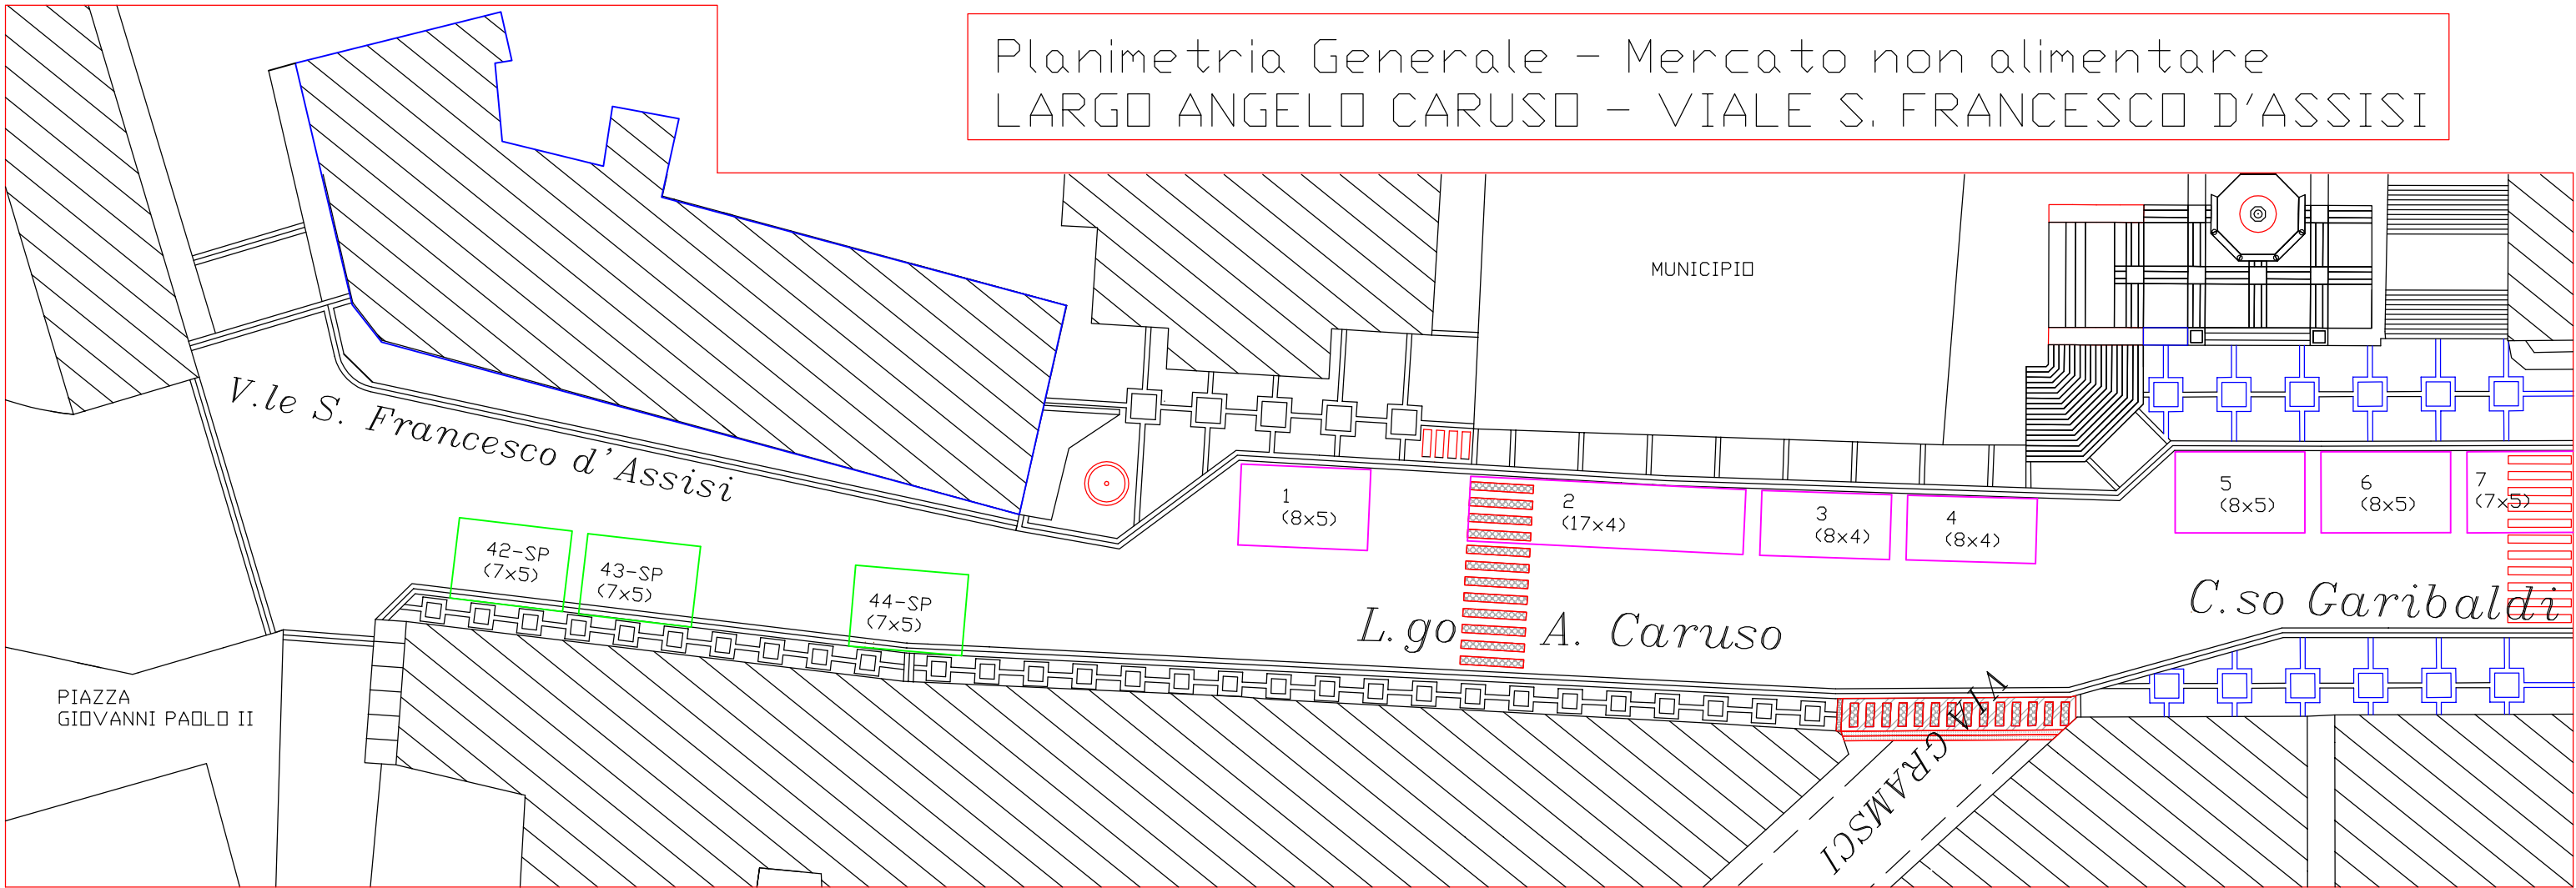 Planimetria Generale - Mercato non alimentare
LARGO ANGELO CARUSO - VIALE S. FRANCESCO D'ASSISI
MUNICIPIO
V.le S. Francesco d'Assisi
1
(8x5)
2
(17x4)
3
(8x4)
4
(8x4)
5
(8x5)
6
(8x5)
7
(7x5)
42-SP
(7x5)
43-SP
(7x5)
44-SP
(7x5)
L.go A. Caruso
C.so Garibaldi
PIAZZA
GIOVANNI PAOLO II
VIA GRAMSCI